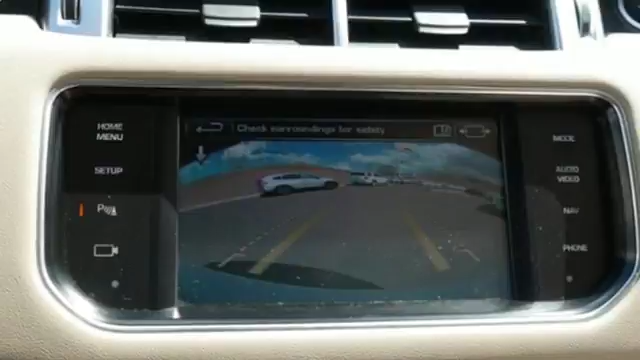 Check surroundings for safety
HOME
MENU
SETUP
P
MODE
AUDIO
VIDEO
NAV
PHONE